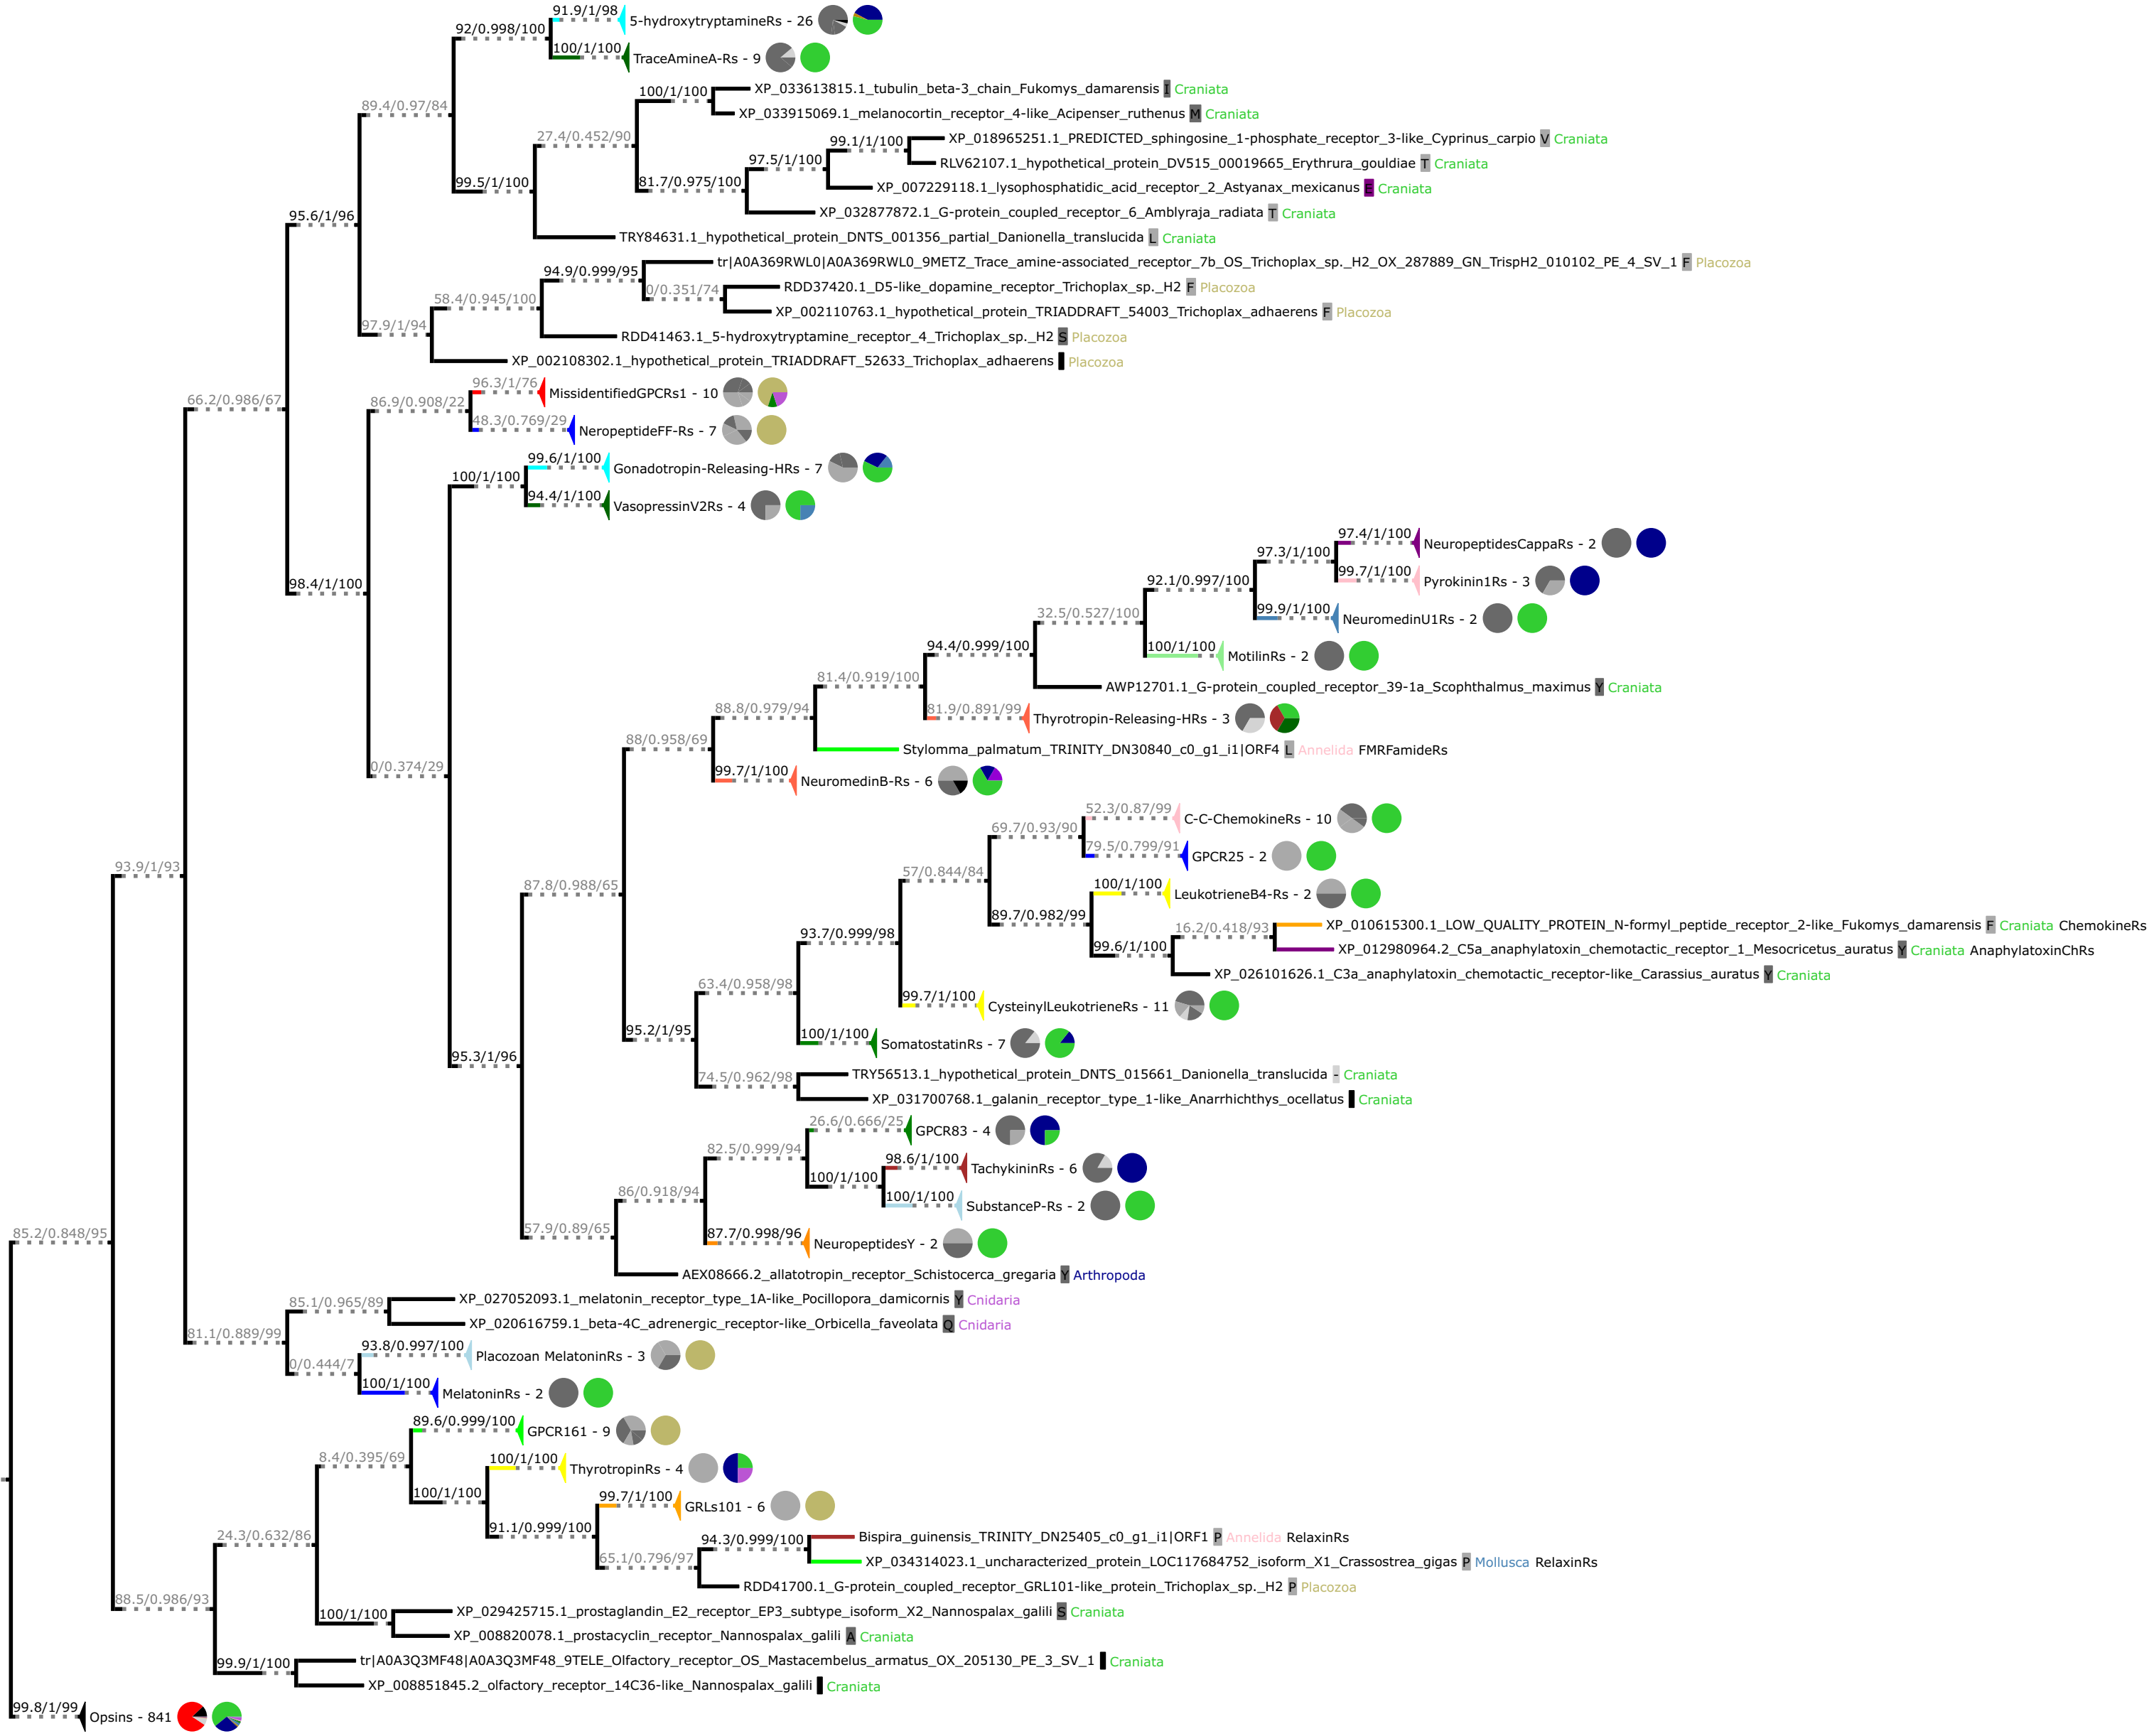 91.9/1/98
5-hydroxytryptamineRs - 26
92/0.998/100
100/1/100
TraceAmineA-Rs - 9
XP_033613815.1_tubulin_beta-3_chain_Fukomys_damarensis I Craniata
100/1/100
89.4/0.97/84
XP_033915069.1_melanocortin_receptor_4-like_Acipenser_ruthenus M Craniata
27.4/0.452/90
XP_018965251.1_PREDICTED_sphingosine_1-phosphate_receptor_3-like_Cyprinus_carpio V Craniata
99.1/1/100
RLV62107.1_hypothetical_protein_DV515_00019665_Erythrura_gouldiae T Craniata
97.5/1/100
99.5/1/100
81.7/0.975/100
XP_007229118.1_lysophosphatidic_acid_receptor_2_Astyanax_mexicanus E Craniata
XP_032877872.1_G-protein_coupled_receptor_6_Amblyraja_radiata T Craniata
95.6/1/96
TRY84631.1_hypothetical_protein_DNTS_001356_partial_Danionella_translucida L Craniata
tr|A0A369RWL0|A0A369RWL0_9METZ_Trace_amine-associated_receptor_7b_OS_Trichoplax_sp._H2_OX_287889_GN_TrispH2_010102_PE_4_SV_1 F Placozoa
94.9/0.999/95
RDD37420.1_D5-like_dopamine_receptor_Trichoplax_sp._H2 F Placozoa
0/0.351/74
58.4/0.945/100
XP_002110763.1_hypothetical_protein_TRIADDRAFT_54003_Trichoplax_adhaerens F Placozoa
97.9/1/94
RDD41463.1_5-hydroxytryptamine_receptor_4_Trichoplax_sp._H2 S Placozoa
XP_002108302.1_hypothetical_protein_TRIADDRAFT_52633_Trichoplax_adhaerens Placozoa
96.3/1/76
MissidentifiedGPCRs1 - 10
66.2/0.986/67
86.9/0.908/22
48.3/0.769/29
NeropeptideFF-Rs - 7
99.6/1/100
Gonadotropin-Releasing-HRs - 7
100/1/100
94.4/1/100
VasopressinV2Rs - 4
97.4/1/100
NeuropeptidesCappaRs - 2
97.3/1/100
99.7/1/100
Pyrokinin1Rs - 3
98.4/1/100
92.1/0.997/100
99.9/1/100
NeuromedinU1Rs - 2
32.5/0.527/100
94.4/0.999/100
100/1/100
MotilinRs - 2
81.4/0.919/100
AWP12701.1_G-protein_coupled_receptor_39-1a_Scophthalmus_maximus Y Craniata
88.8/0.979/94
81.9/0.891/99
Thyrotropin-Releasing-HRs - 3
88/0.958/69
Stylomma_palmatum_TRINITY_DN30840_c0_g1_i1|ORF4 L Annelida FMRFamideRs
0/0.374/29
99.7/1/100
NeuromedinB-Rs - 6
52.3/0.87/99
C-C-ChemokineRs - 10
69.7/0.93/90
79.5/0.799/91
GPCR25 - 2
93.9/1/93
57/0.844/84
87.8/0.988/65
100/1/100
LeukotrieneB4-Rs - 2
89.7/0.982/99
XP_010615300.1_LOW_QUALITY_PROTEIN_N-formyl_peptide_receptor_2-like_Fukomys_damarensis F Craniata ChemokineRs
16.2/0.418/93
93.7/0.999/98
99.6/1/100
XP_012980964.2_C5a_anaphylatoxin_chemotactic_receptor_1_Mesocricetus_auratus Y Craniata AnaphylatoxinChRs
XP_026101626.1_C3a_anaphylatoxin_chemotactic_receptor-like_Carassius_auratus Y Craniata
63.4/0.958/98
99.7/1/100
CysteinylLeukotrieneRs - 11
95.2/1/95
100/1/100
SomatostatinRs - 7
95.3/1/96
TRY56513.1_hypothetical_protein_DNTS_015661_Danionella_translucida - Craniata
74.5/0.962/98
XP_031700768.1_galanin_receptor_type_1-like_Anarrhichthys_ocellatus Craniata
26.6/0.666/25
GPCR83 - 4
82.5/0.999/94
98.6/1/100
TachykininRs - 6
100/1/100
86/0.918/94
100/1/100
SubstanceP-Rs - 2
57.9/0.89/65
87.7/0.998/96
NeuropeptidesY - 2
85.2/0.848/95
AEX08666.2_allatotropin_receptor_Schistocerca_gregaria Y Arthropoda
XP_027052093.1_melatonin_receptor_type_1A-like_Pocillopora_damicornis Y Cnidaria
85.1/0.965/89
XP_020616759.1_beta-4C_adrenergic_receptor-like_Orbicella_faveolata Q Cnidaria
81.1/0.889/99
93.8/0.997/100
Placozoan MelatoninRs - 3
0/0.444/7
100/1/100
MelatoninRs - 2
89.6/0.999/100
GPCR161 - 9
8.4/0.395/69
100/1/100
ThyrotropinRs - 4
100/1/100
99.7/1/100
GRLs101 - 6
91.1/0.999/100
24.3/0.632/86
Bispira_guinensis_TRINITY_DN25405_c0_g1_i1|ORF1 P Annelida RelaxinRs
94.3/0.999/100
65.1/0.796/97
XP_034314023.1_uncharacterized_protein_LOC117684752_isoform_X1_Crassostrea_gigas P Mollusca RelaxinRs
RDD41700.1_G-protein_coupled_receptor_GRL101-like_protein_Trichoplax_sp._H2 P Placozoa
88.5/0.986/93
XP_029425715.1_prostaglandin_E2_receptor_EP3_subtype_isoform_X2_Nannospalax_galili S Craniata
100/1/100
XP_008820078.1_prostacyclin_receptor_Nannospalax_galili A Craniata
tr|A0A3Q3MF48|A0A3Q3MF48_9TELE_Olfactory_receptor_OS_Mastacembelus_armatus_OX_205130_PE_3_SV_1 Craniata
99.9/1/100
XP_008851845.2_olfactory_receptor_14C36-like_Nannospalax_galili Craniata
99.8/1/99
Opsins - 841